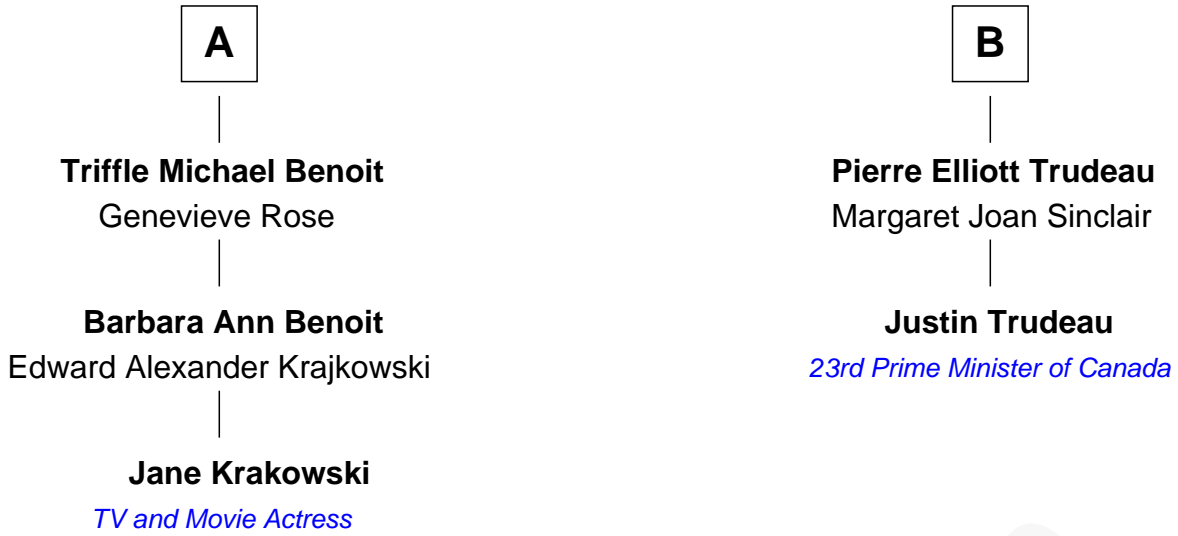 A
Triffle Michael Benoit
Genevieve Rose
Barbara Ann Benoit
Edward Alexander Krajkowski
Jane Krakowski
TV and Movie Actress
B
Pierre Elliott Trudeau
Margaret Joan Sinclair
Justin Trudeau
23rd Prime Minister of Canada